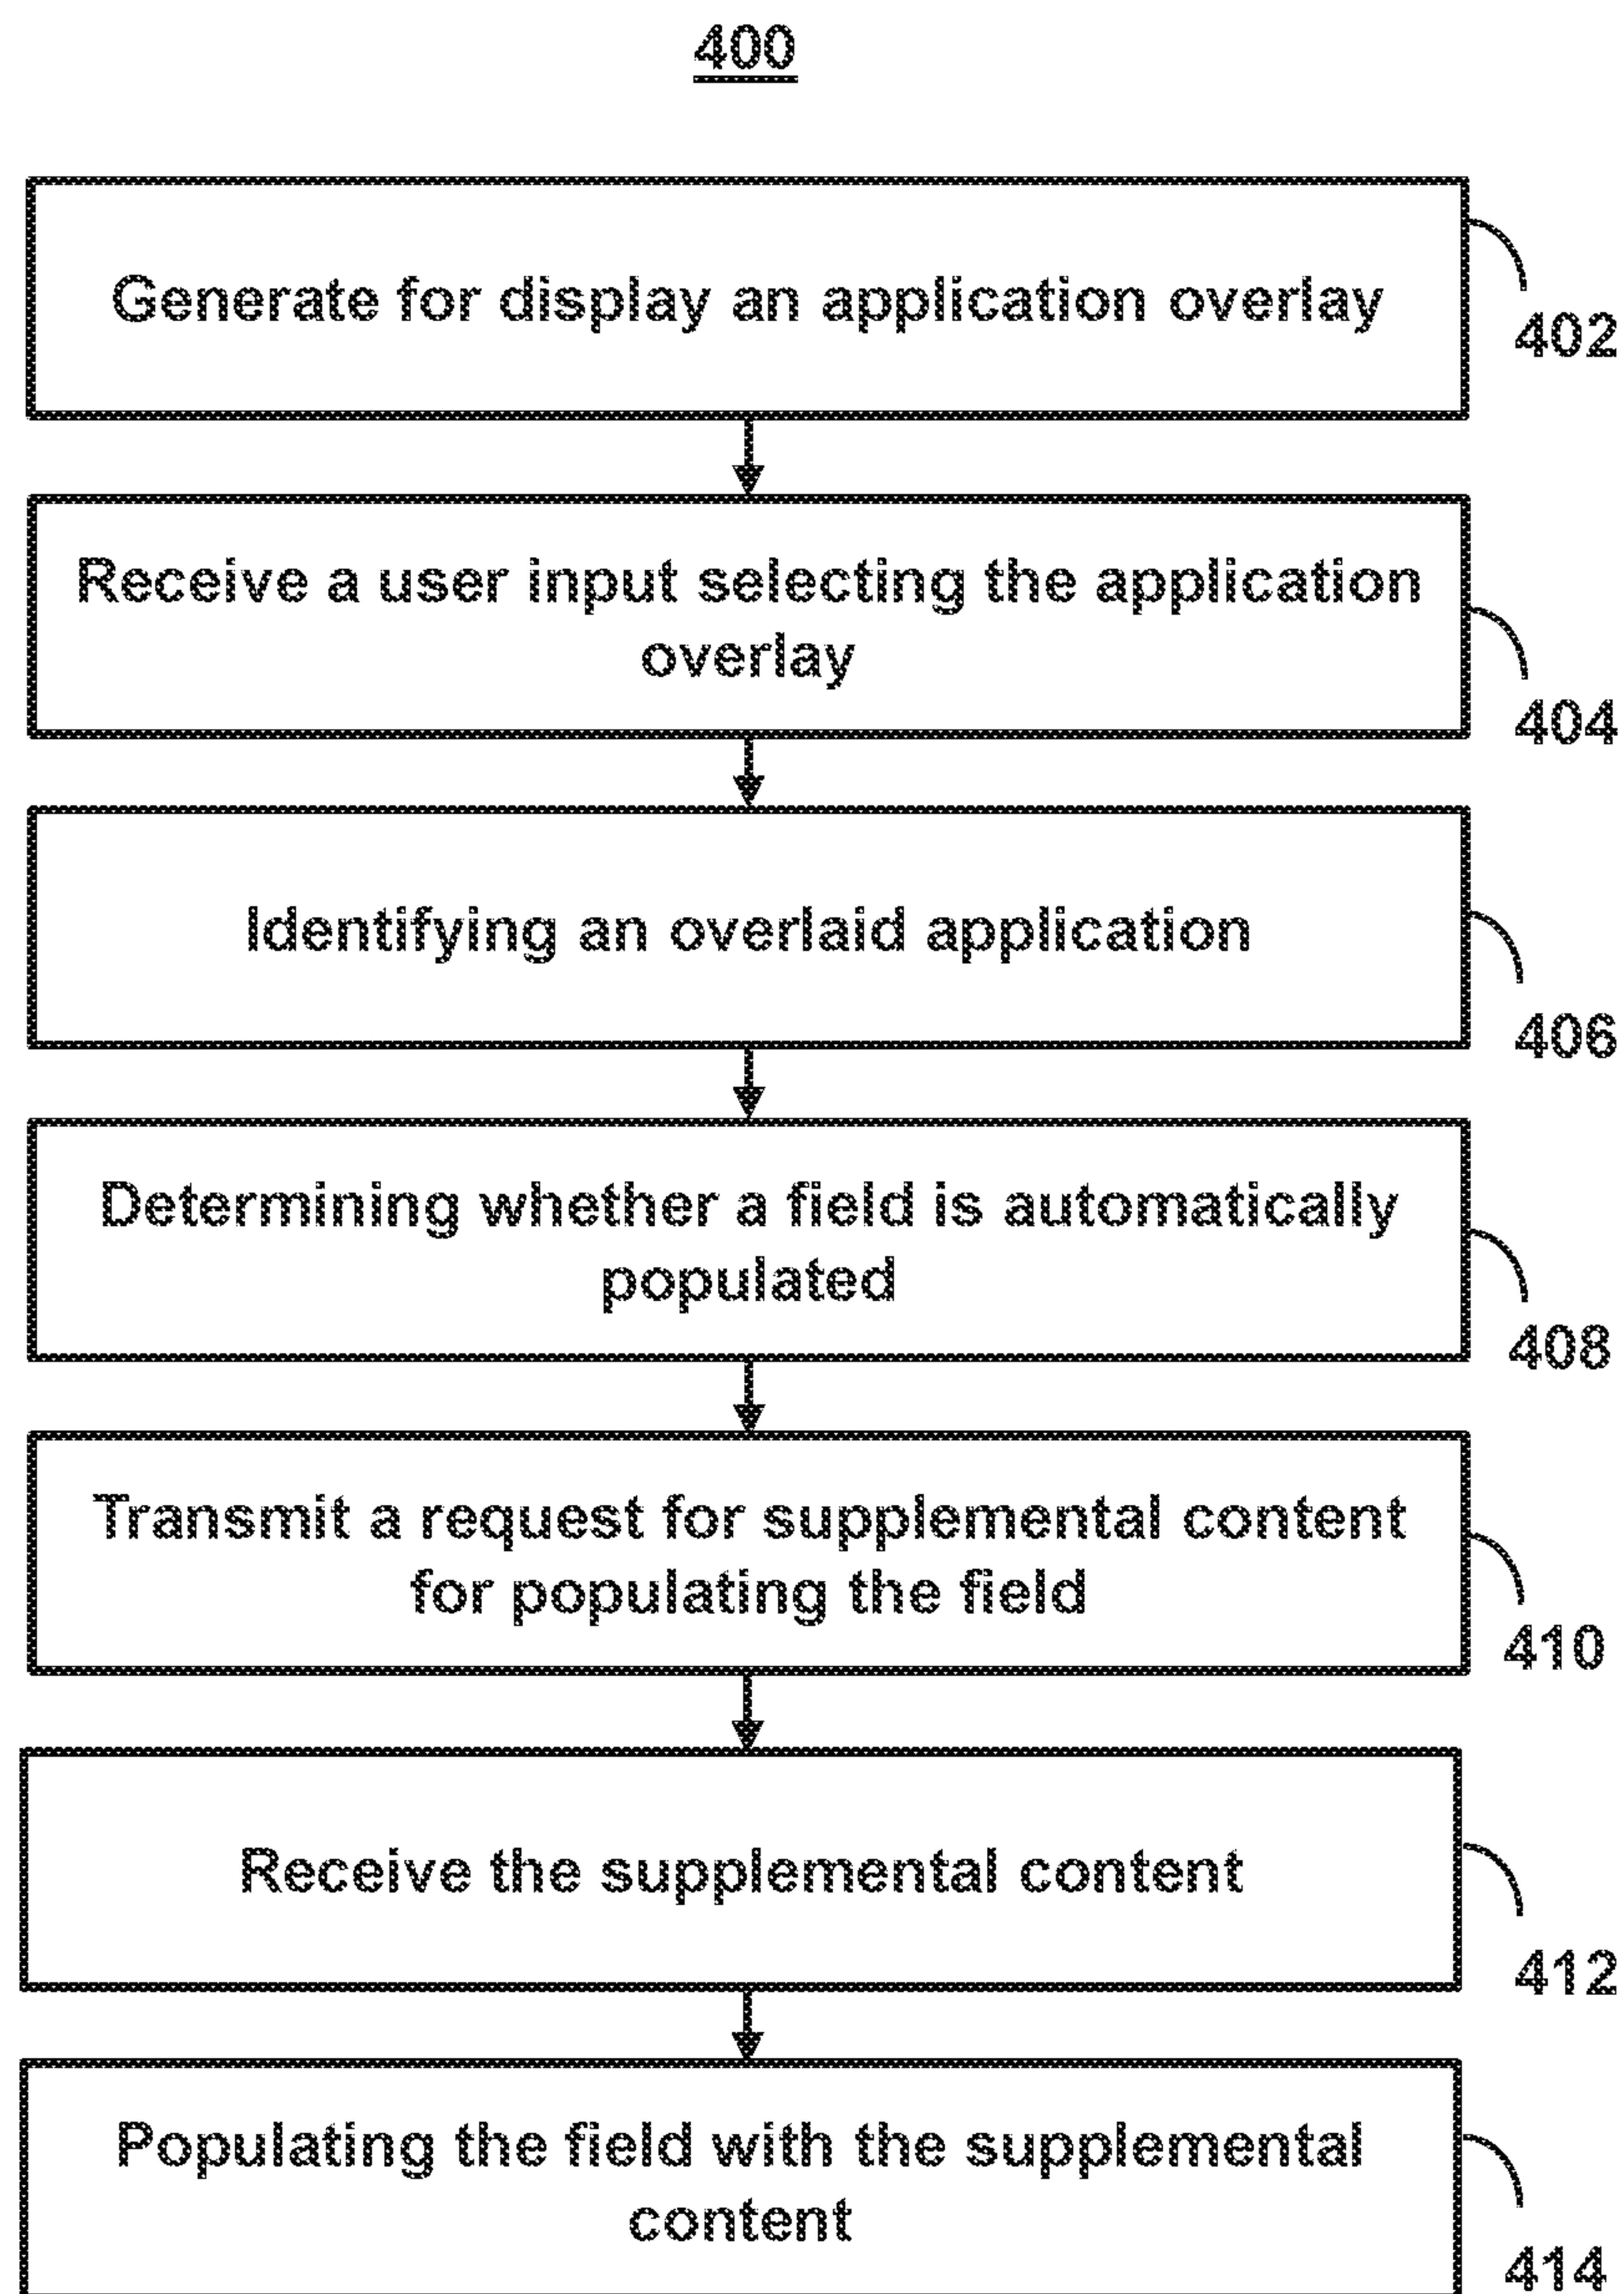 400
Generate for display an application overlay
402
Receive a user input selecting the application
overlay
404
Identifying an overlaid application
406
Determining whether a field is automatically
populated
408
Transmit a request for supplemental content
for populating the field
410
Receive the supplemental content
412
Populating the field with the supplemental
content
414